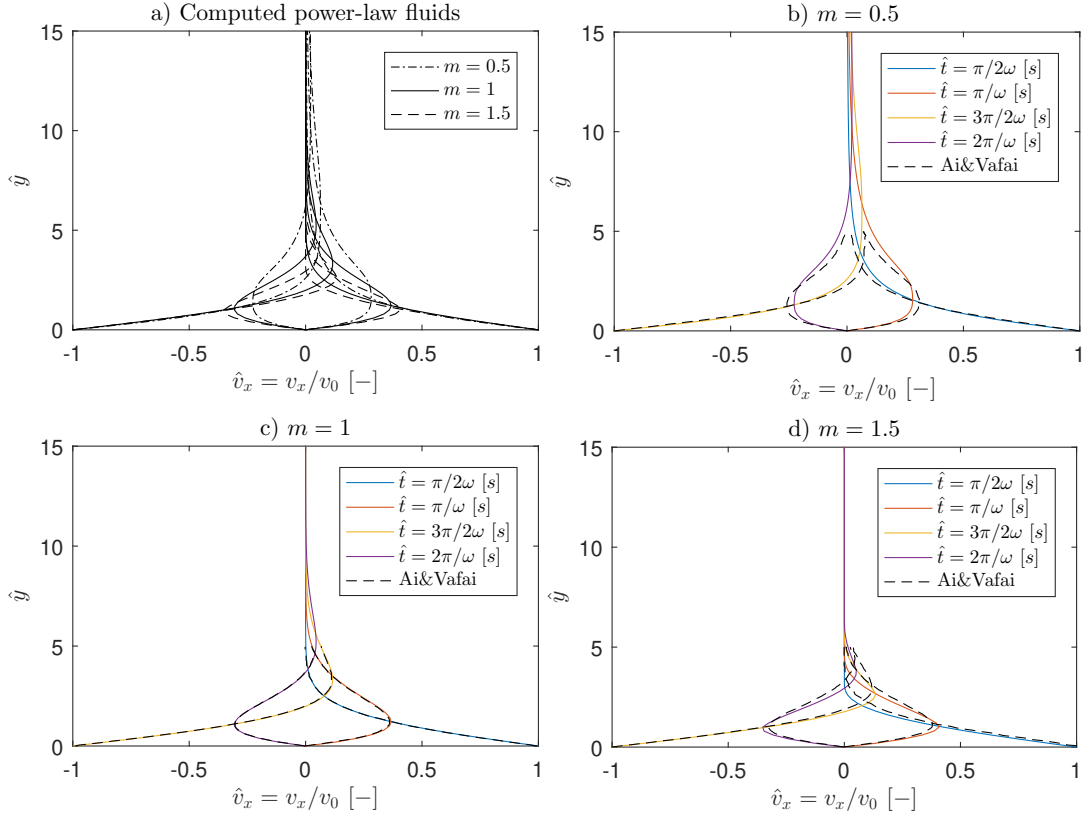 a) Computed power-law fluids
15
10
5
0
ŷ
-1 -0.5 0 0.5 1
v̂ₓ = vₓ/v₀ [−]
m = 0.5
m = 1
m = 1.5
b) m = 0.5
15
10
5
0
ŷ
-1 -0.5 0 0.5 1
v̂ₓ = vₓ/v₀ [−]
t̂ = π/2ω [s]
t̂ = π/ω [s]
t̂ = 3π/2ω [s]
t̂ = 2π/ω [s]
Ai&Vafai
c) m = 1
15
10
5
0
ŷ
-1 -0.5 0 0.5 1
v̂ₓ = vₓ/v₀ [−]
t̂ = π/2ω [s]
t̂ = π/ω [s]
t̂ = 3π/2ω [s]
t̂ = 2π/ω [s]
Ai&Vafai
d) m = 1.5
15
10
5
0
ŷ
-1 -0.5 0 0.5 1
v̂ₓ = vₓ/v₀ [−]
t̂ = π/2ω [s]
t̂ = π/ω [s]
t̂ = 3π/2ω [s]
t̂ = 2π/ω [s]
Ai&Vafai